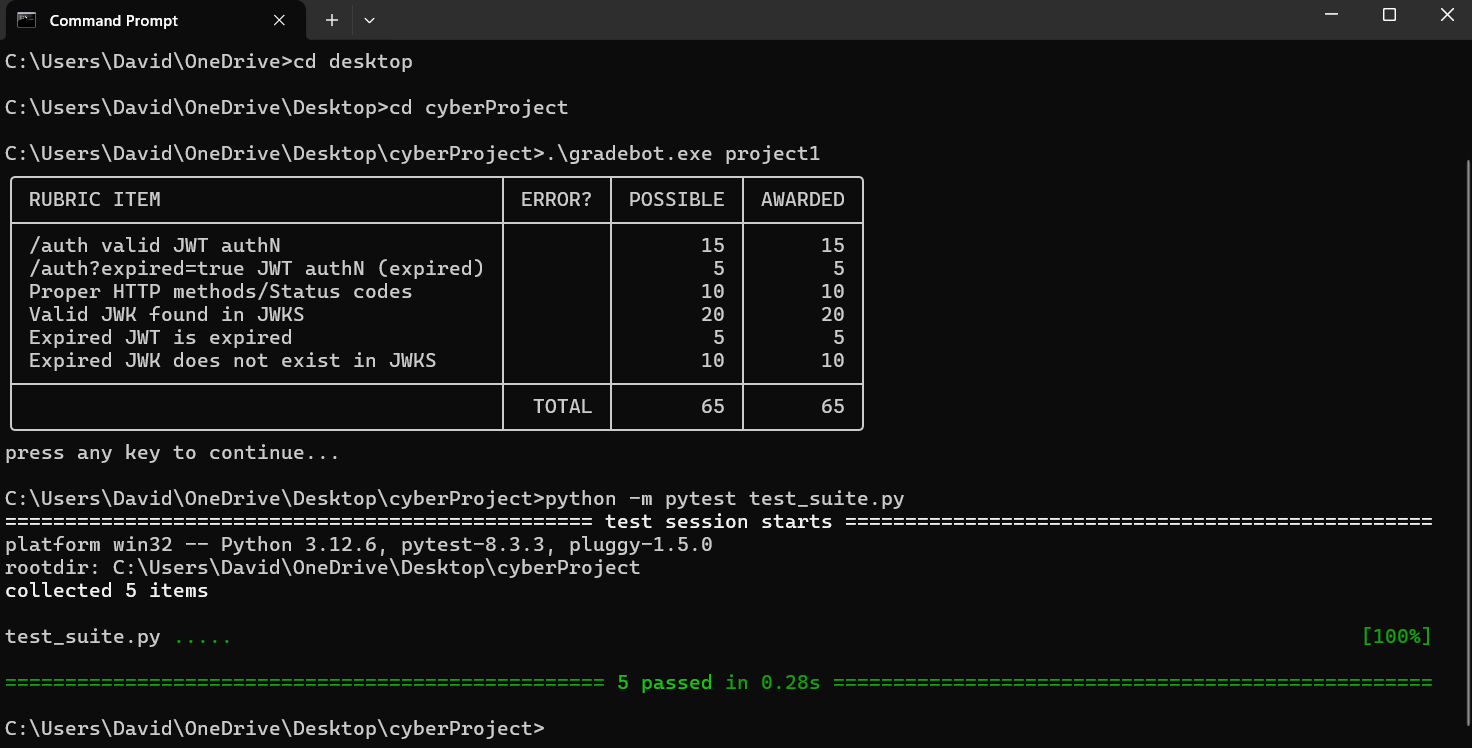 Command Prompt
C:\Users\David\OneDrive>cd desktop
C:\Users\David\OneDrive\Desktop>cd cyberProject
C:\Users\David\OneDrive\Desktop\cyberProject>.\gradebot.exe project1
RUBRIC ITEM ERROR? POSSIBLE AWARDED
/auth valid JWT authN 15 15
/auth?expired=true JWT authN (expired) 5 5
Proper HTTP methods/Status codes 10 10
Valid JWK found in JWKS 20 20
Expired JWT is expired 5 5
Expired JWK does not exist in JWKS 10 10
TOTAL 65 65
press any key to continue...
C:\Users\David\OneDrive\Desktop\cyberProject>python -m pytest test_suite.py
================================================= test session starts =================================================
platform win32 -- Python 3.12.6, pytest-8.3.3, pluggy-1.5.0
rootdir: C:\Users\David\OneDrive\Desktop\cyberProject
collected 5 items
test_suite.py ..... [100%]
================================================== 5 passed in 0.28s ==================================================
C:\Users\David\OneDrive\Desktop\cyberProject>